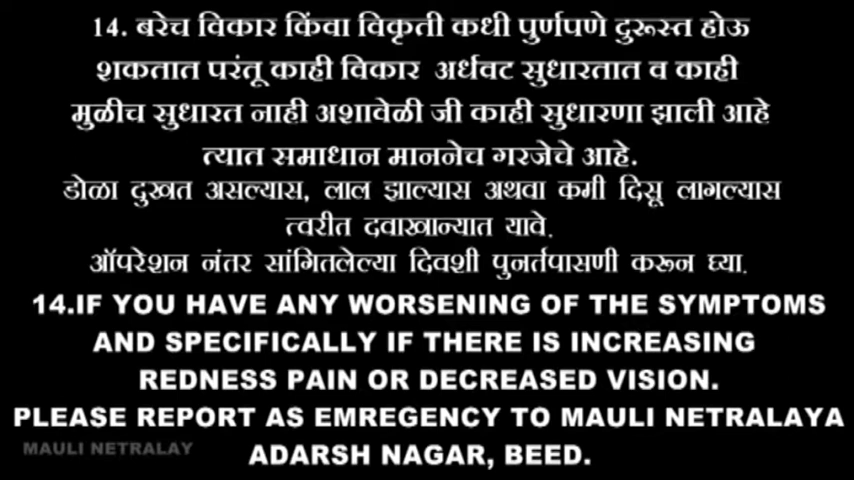 14. बरेच विकार किंवा विकृती कधी पुर्णपणे दुरूस्त होऊ
शकतात परंतू काही विकार अर्धवट सुधारतात व काही
मुळीच सुधारत नाही अशावेळी जी काही सुधारणा झाली आहे
त्यात समाधान माननेच गरजेचे आहे.
डोळा दुखत असल्यास, लाल झाल्यास अथवा कमी दिसू लागल्यास
त्वरीत दवाखान्यात यावे.
ऑपरेशन नंतर सांगितलेल्या दिवशी पुनर्तपासणी करून घ्या.
14.IF YOU HAVE ANY WORSENING OF THE SYMPTOMS
AND SPECIFICALLY IF THERE IS INCREASING
REDNESS PAIN OR DECREASED VISION.
PLEASE REPORT AS EMREGENCY TO MAULI NETRALAYA
MAULI NETRALAY
ADARSH NAGAR, BEED.